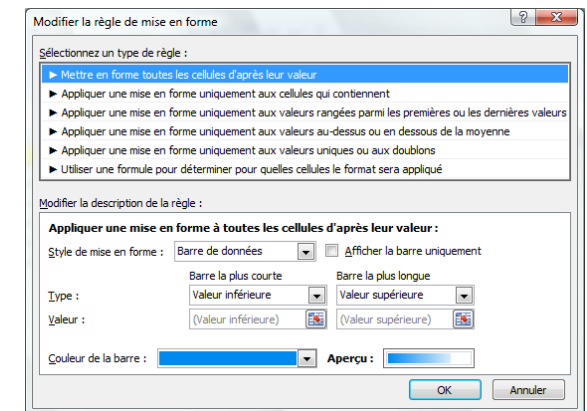 Modifier la règle de mise en forme
Sélectionnez un type de règle :
► Mettre en forme toutes les cellules d'après leur valeur
► Appliquer une mise en forme uniquement aux cellules qui contiennent
► Appliquer une mise en forme uniquement aux valeurs rangées parmi les premières ou les dernières valeurs
► Appliquer une mise en forme uniquement aux valeurs au-dessus ou en dessous de la moyenne
► Appliquer une mise en forme uniquement aux valeurs uniques ou aux doublons
► Utiliser une formule pour déterminer pour quelles cellules le format sera appliqué
Modifier la description de la règle :
Appliquer une mise en forme à toutes les cellules d'après leur valeur :
Style de mise en forme : Barre de données Afficher la barre uniquement
Barre la plus courte Barre la plus longue
Type : Valeur inférieure Valeur supérieure
Valeur : (Valeur inférieure) (Valeur supérieure)
Couleur de la barre : Aperçu :
OK Annuler